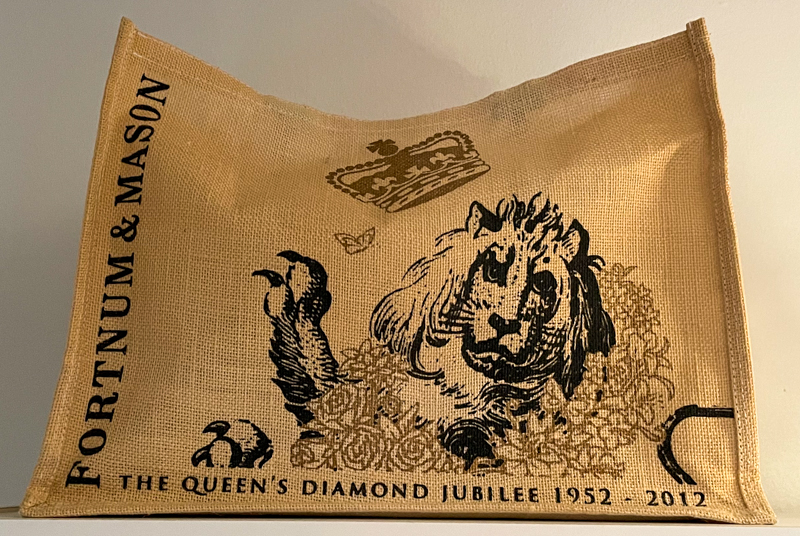 FORTNUM & MASON
THE QUEEN'S DIAMOND JUBILEE 1952 - 2012